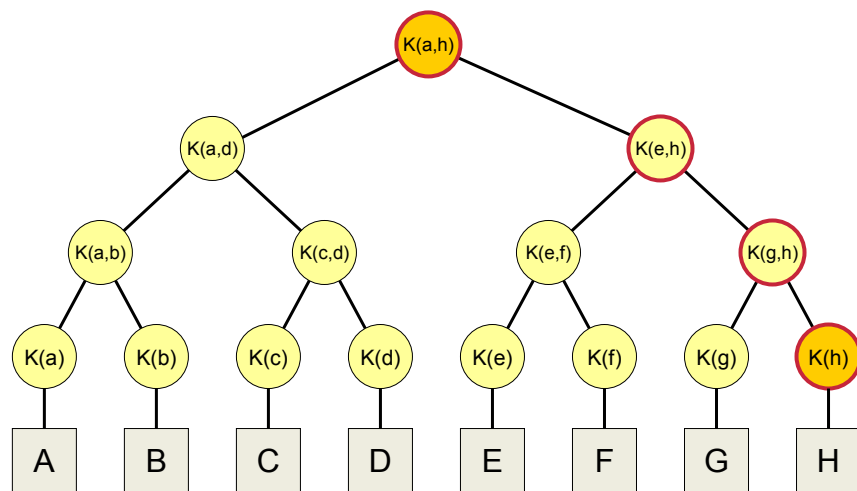 K(a,h)
K(a,d)
K(e,h)
K(a,b)
K(c,d)
K(e,f)
K(g,h)
K(a)
K(b)
K(c)
K(d)
K(e)
K(f)
K(g)
K(h)
A
B
C
D
E
F
G
H